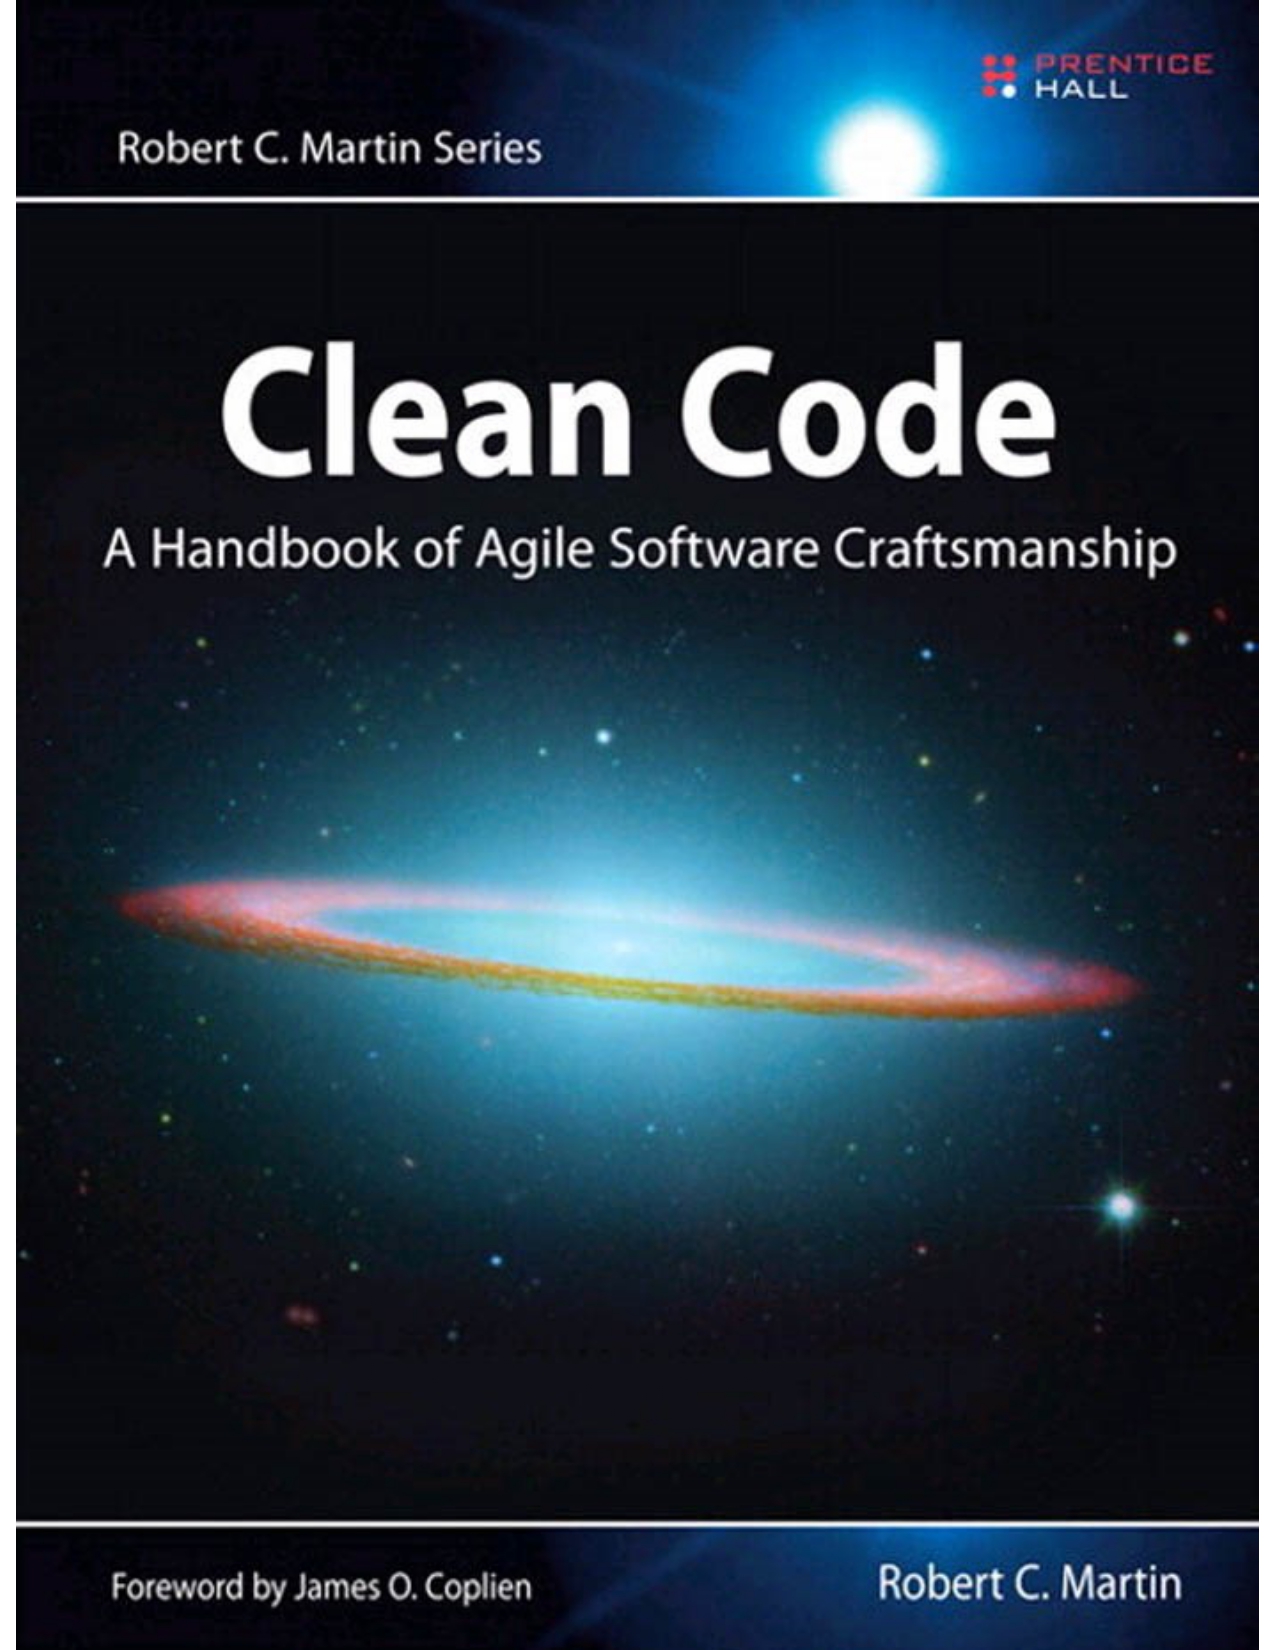 PRENTICE
HALL
Robert C. Martin Series
Clean Code
A Handbook of Agile Software Craftsmanship
Foreword by James O. Coplien
Robert C. Martin